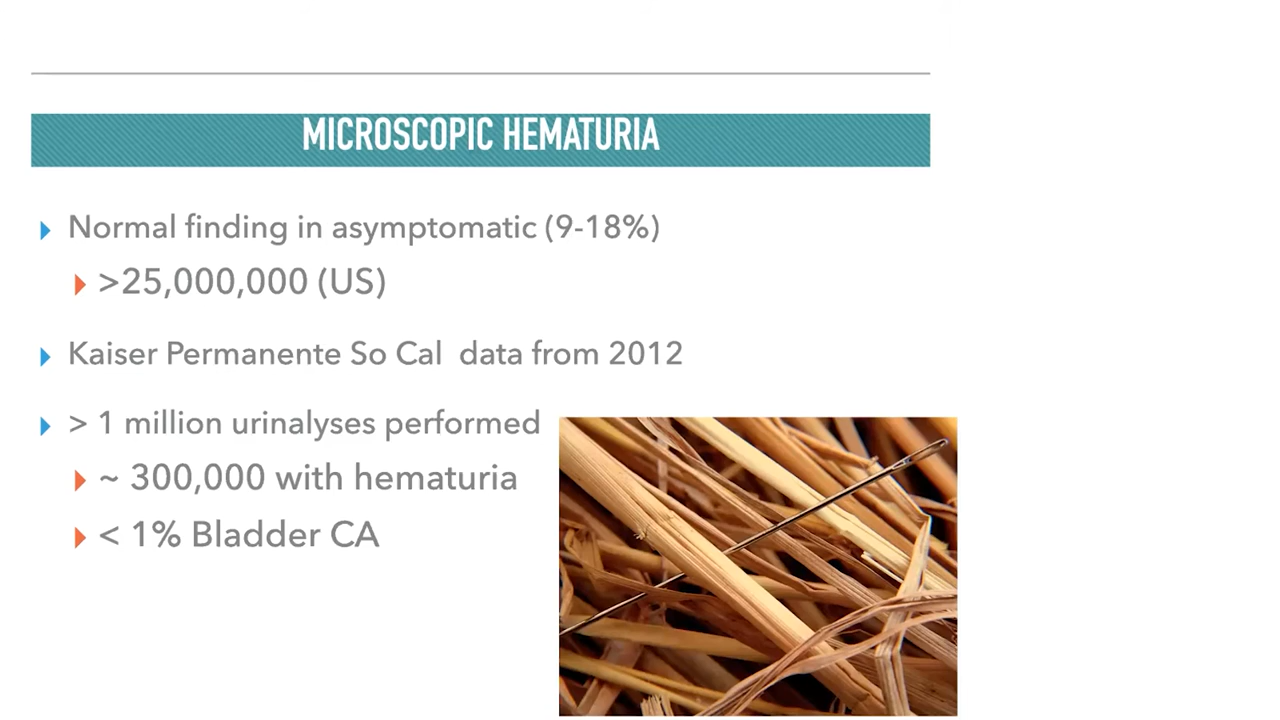 MICROSCOPIC HEMATURIA
Normal finding in asymptomatic (9-18%)
>25,000,000 (US)
Kaiser Permanente So Cal data from 2012
> 1 million urinalyses performed
~ 300,000 with hematuria
< 1% Bladder CA